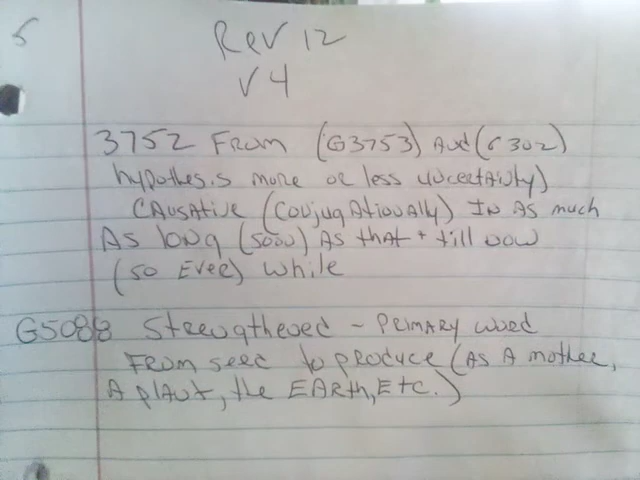 5
Rev 12
v 4
3752 From (G3753) And (G302)
hypothesis more or less uncertainty)
CAUSAtive (Conjugationally) In as much
As long (soon) As that + till now
(so Ever) while
G5088 Strengthened - Primary word
From seed to produce (As A mother,
A plant, the EArth, Etc.)